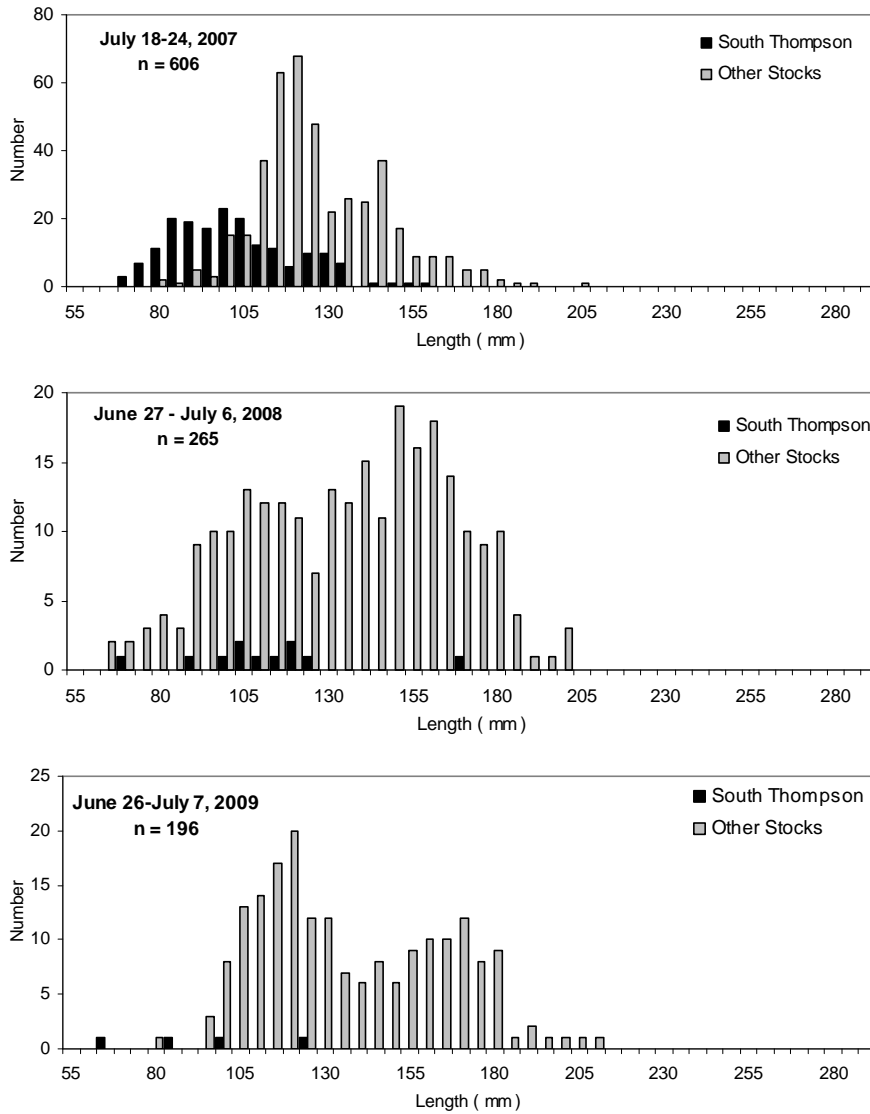 July 18-24, 2007
n = 606
South Thompson
Other Stocks
Number
80
60
40
20
0
55 80 105 130 155 180 205 230 255 280
Length ( mm )
June 27 - July 6, 2008
n = 265
South Thompson
Other Stocks
Number
20
15
10
5
0
55 80 105 130 155 180 205 230 255 280
Length ( mm )
June 26-July 7, 2009
n = 196
South Thompson
Other Stocks
Number
25
20
15
10
5
0
55 80 105 130 155 180 205 230 255 280
Length ( mm )